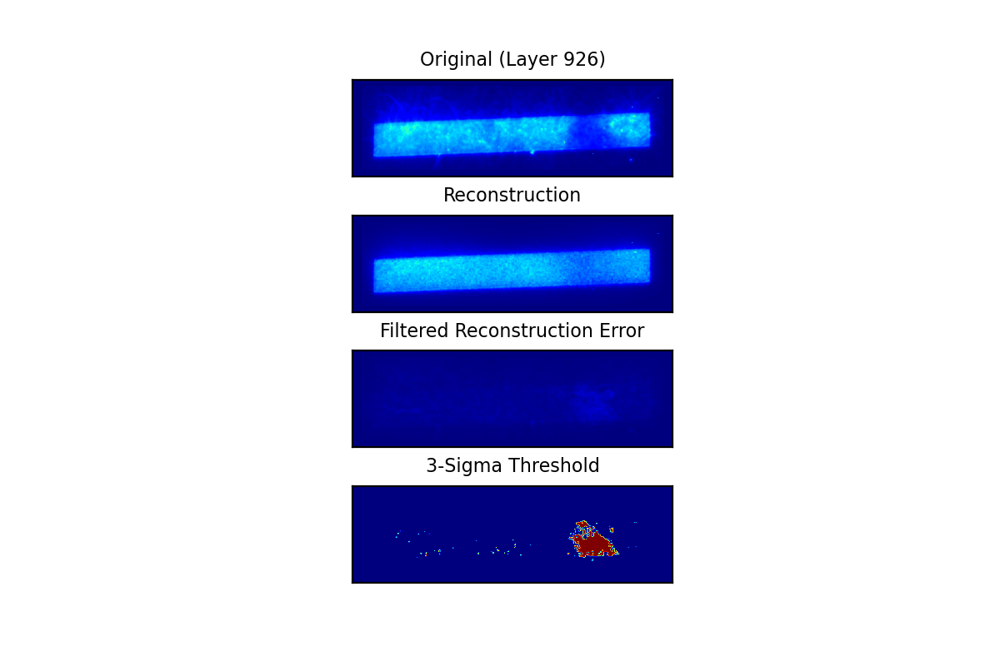 Original (Layer 926)
Reconstruction
Filtered Reconstruction Error
3-Sigma Threshold